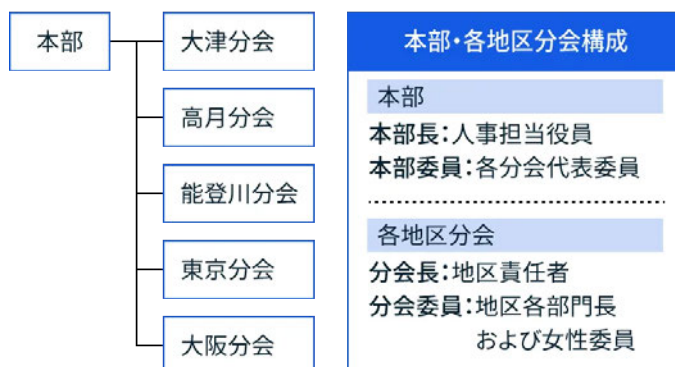 本部
大津分会
高月分会
能登川分会
東京分会
大阪分会
本部・各地区分会構成
本部
本部長：人事担当役員
本部委員：各分会代表委員
各地区分会
分会長：地区責任者
分会委員：地区各部門長
および女性委員